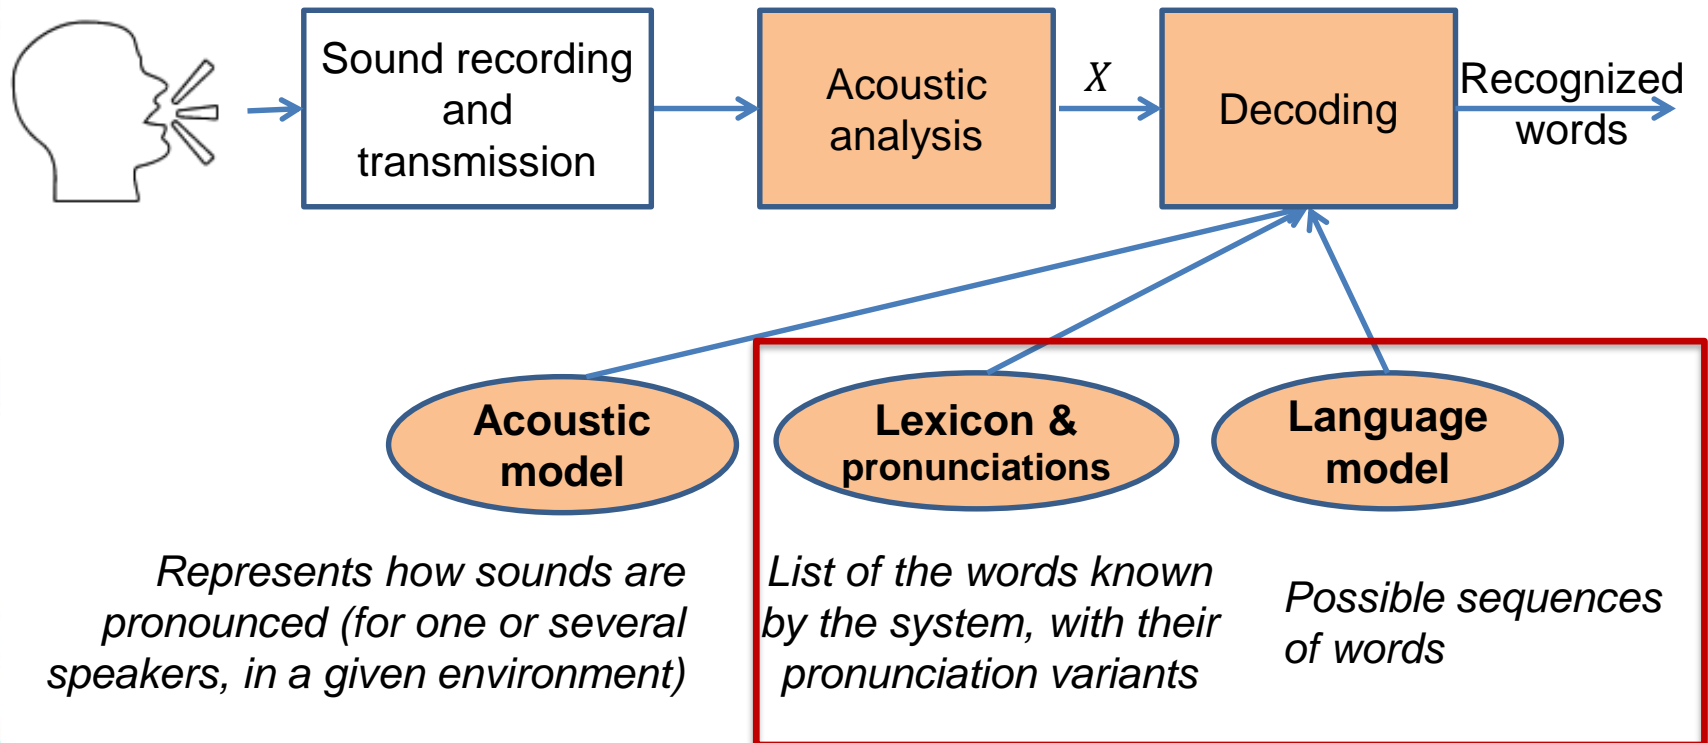 Sound recording
and
transmission
Acoustic
analysis
X
Decoding
Recognized
words
Acoustic
model
Lexicon &
pronunciations
Language
model
Represents how sounds are
pronounced (for one or several
speakers, in a given environment)
List of the words known
by the system, with their
pronunciation variants
Possible sequences
of words